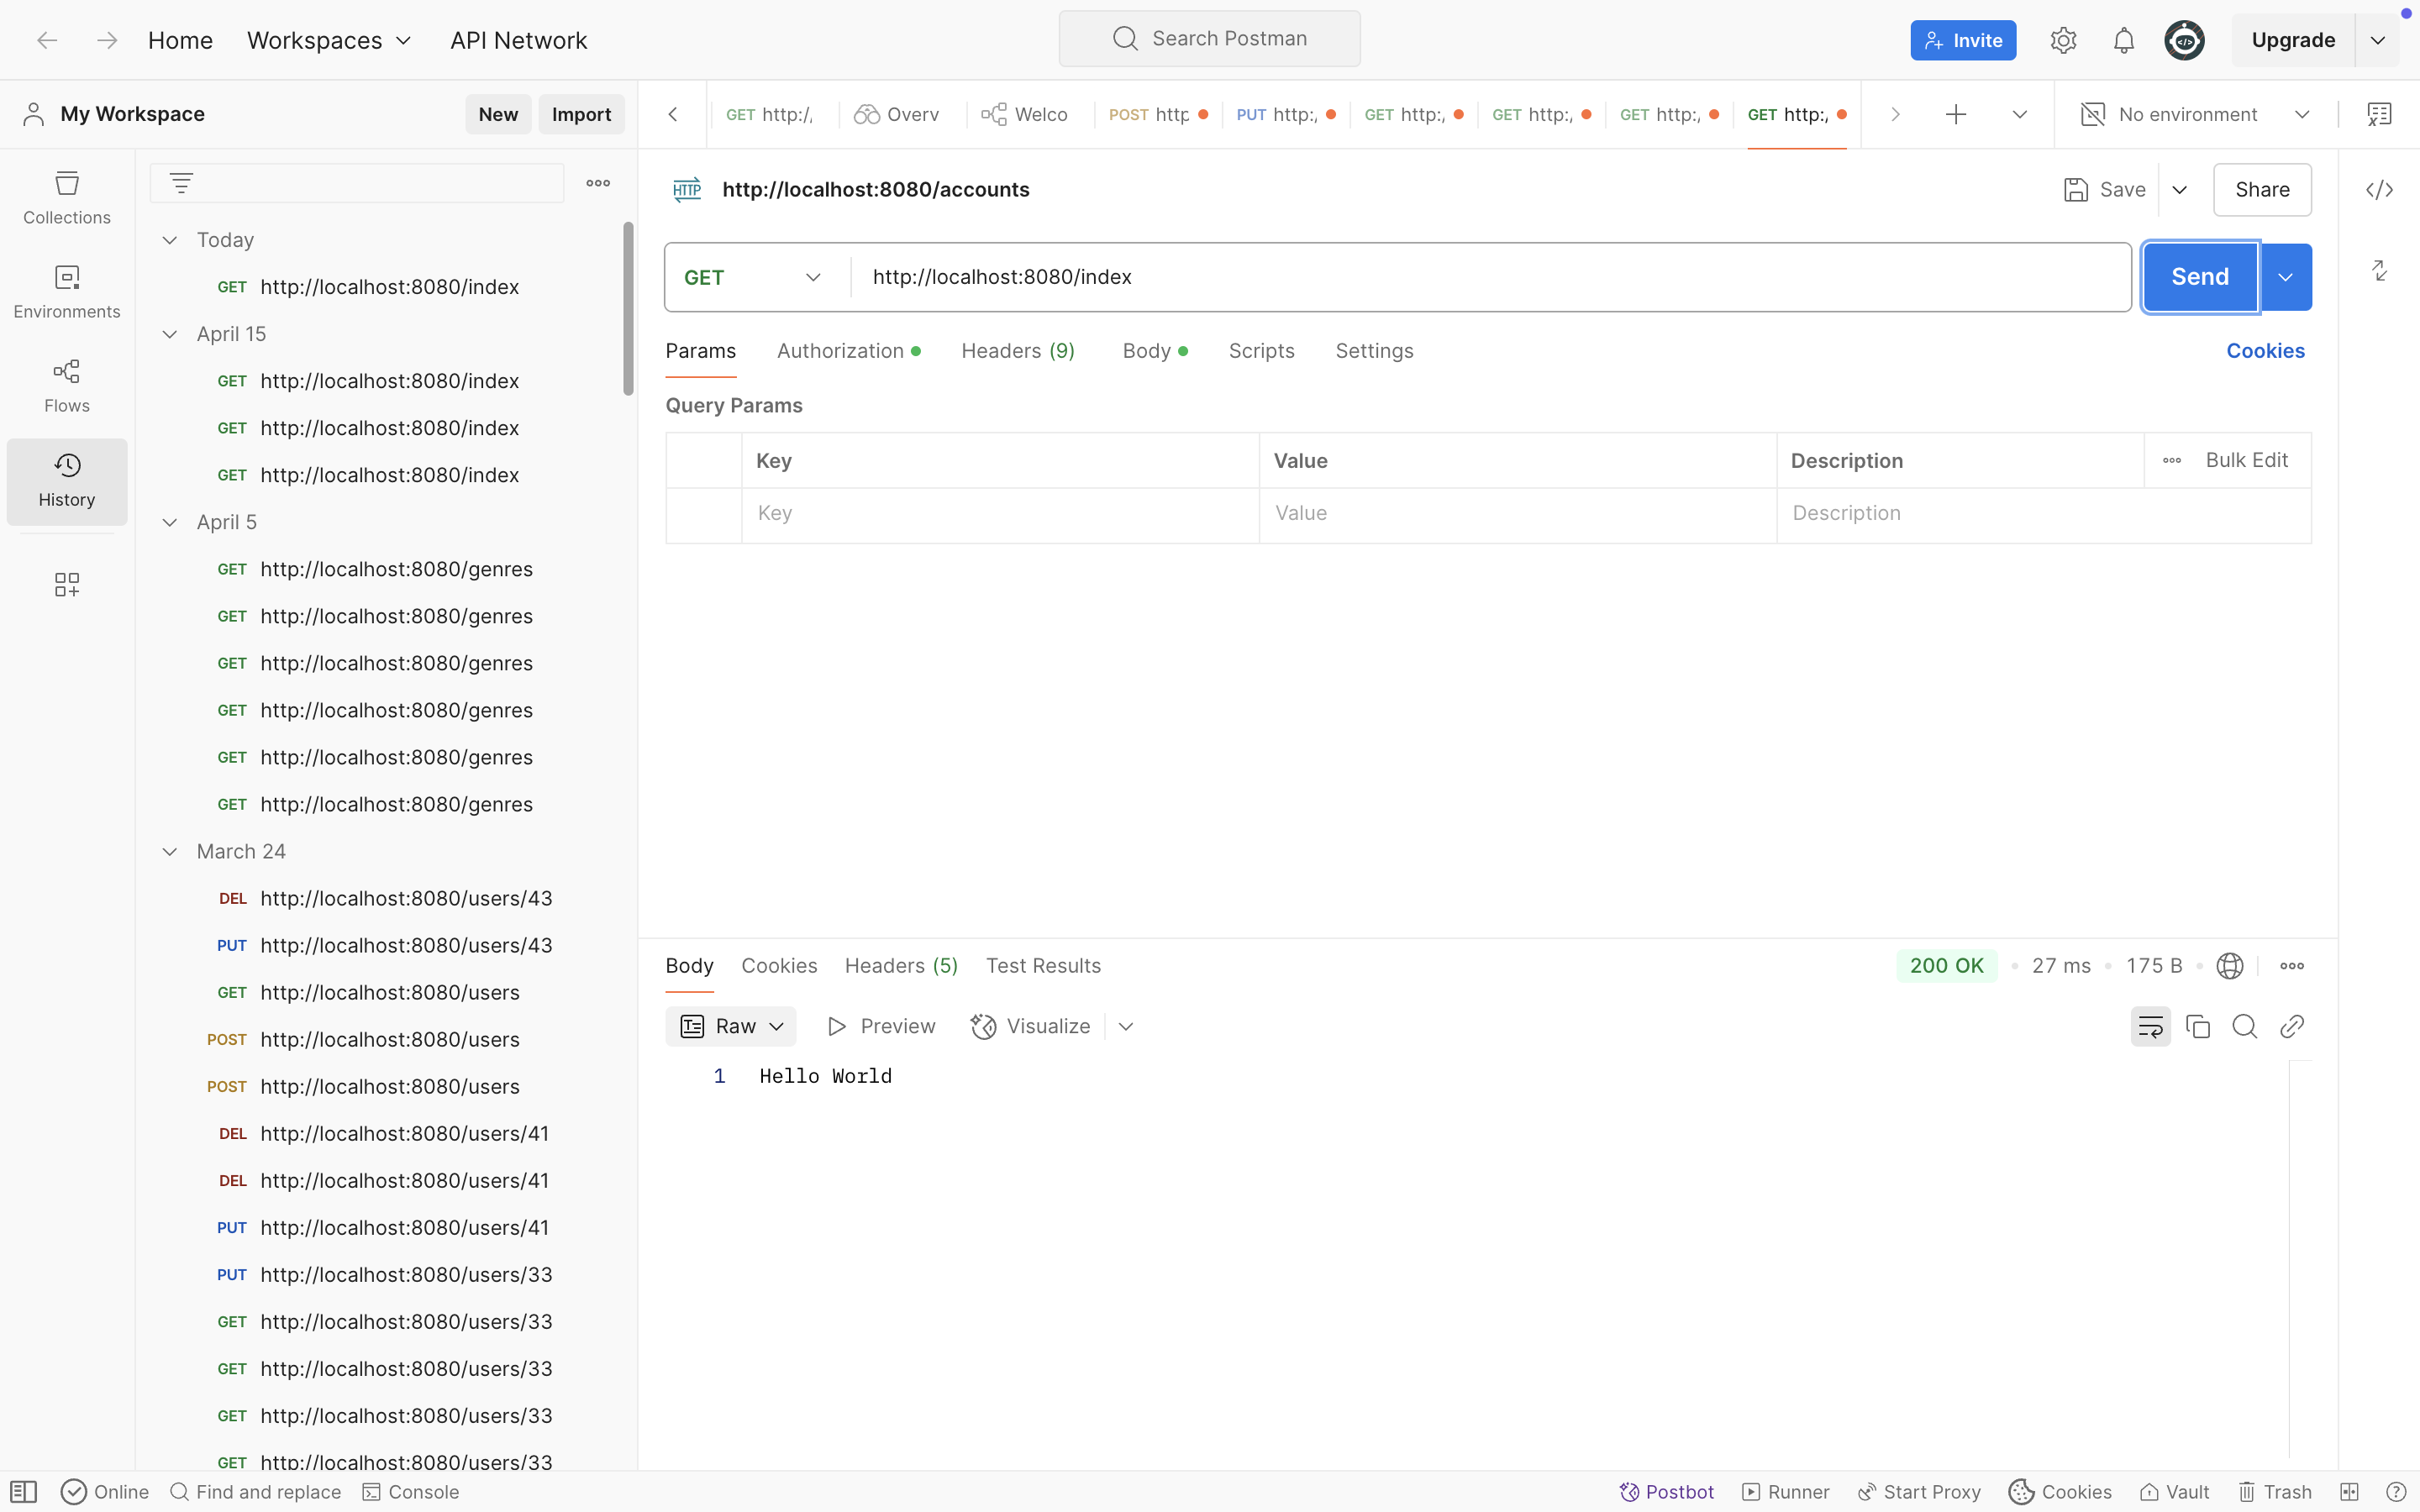 Home Workspaces API Network Search Postman Invite Upgrade
My Workspace New Import GET http:/, Overv Welco POST http PUT http:, GET http:, GET http:, GET http:, GET http:, No environment
Collections
Environments
Flows
History
Today
GET http://localhost:8080/index
April 15
GET http://localhost:8080/index
GET http://localhost:8080/index
GET http://localhost:8080/index
April 5
GET http://localhost:8080/genres
GET http://localhost:8080/genres
GET http://localhost:8080/genres
GET http://localhost:8080/genres
GET http://localhost:8080/genres
GET http://localhost:8080/genres
March 24
DEL http://localhost:8080/users/43
PUT http://localhost:8080/users/43
GET http://localhost:8080/users
POST http://localhost:8080/users
POST http://localhost:8080/users
DEL http://localhost:8080/users/41
DEL http://localhost:8080/users/41
PUT http://localhost:8080/users/41
PUT http://localhost:8080/users/33
GET http://localhost:8080/users/33
GET http://localhost:8080/users/33
GET http://localhost:8080/users/33
GET http://localhost:8080/users/33
HTTP http://localhost:8080/accounts Save Share
GET http://localhost:8080/index Send
Params Authorization Headers (9) Body Scripts Settings Cookies
Query Params
Key Value Description Bulk Edit
Key Value Description
Body Cookies Headers (5) Test Results 200 OK 27 ms 175 B
Raw Preview Visualize
1 Hello World
Online Find and replace Console Postbot Runner Start Proxy Cookies Vault Trash